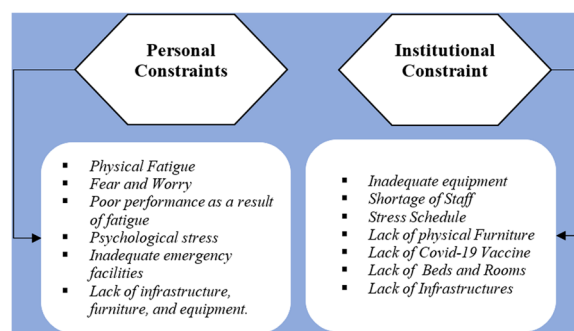 Personal
Constraints
Institutional
Constraint
▪ Physical Fatigue
▪ Fear and Worry
▪ Poor performance as a result
of fatigue
▪ Psychological stress
▪ Inadequate emergency
facilities
▪ Lack of infrastructure,
furniture, and equipment.
▪ Inadequate equipment
▪ Shortage of Staff
▪ Stress Schedule
▪ Lack of physical Furniture
▪ Lack of Covid-19 Vaccine
▪ Lack of Beds and Rooms
▪ Lack of Infrastructures